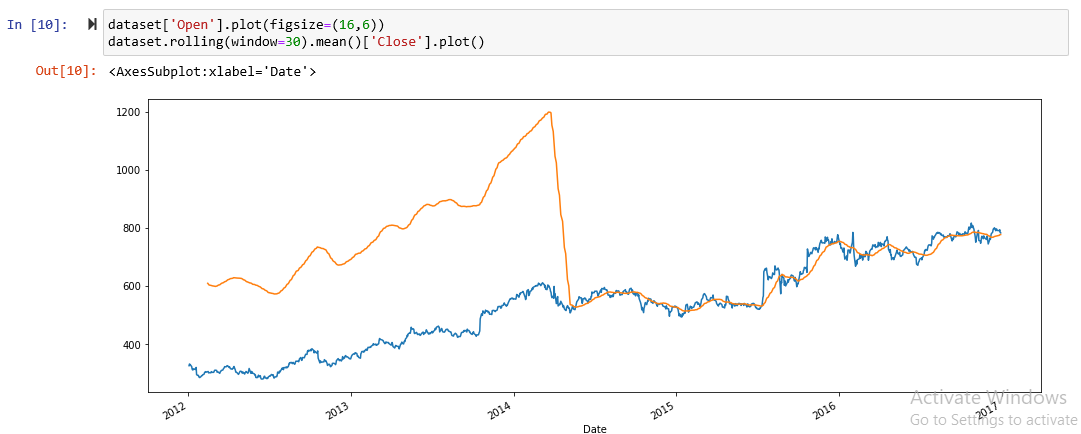 In [10]:
dataset['Open'].plot(figsize=(16,6))
dataset.rolling(window=30).mean()['Close'].plot()
Out[10]: <AxesSubplot:xlabel='Date'>
1200
1000
800
600
400
2012 2013 2014 2015 2016 2017
Date
Activate Windows
Go to Settings to activate